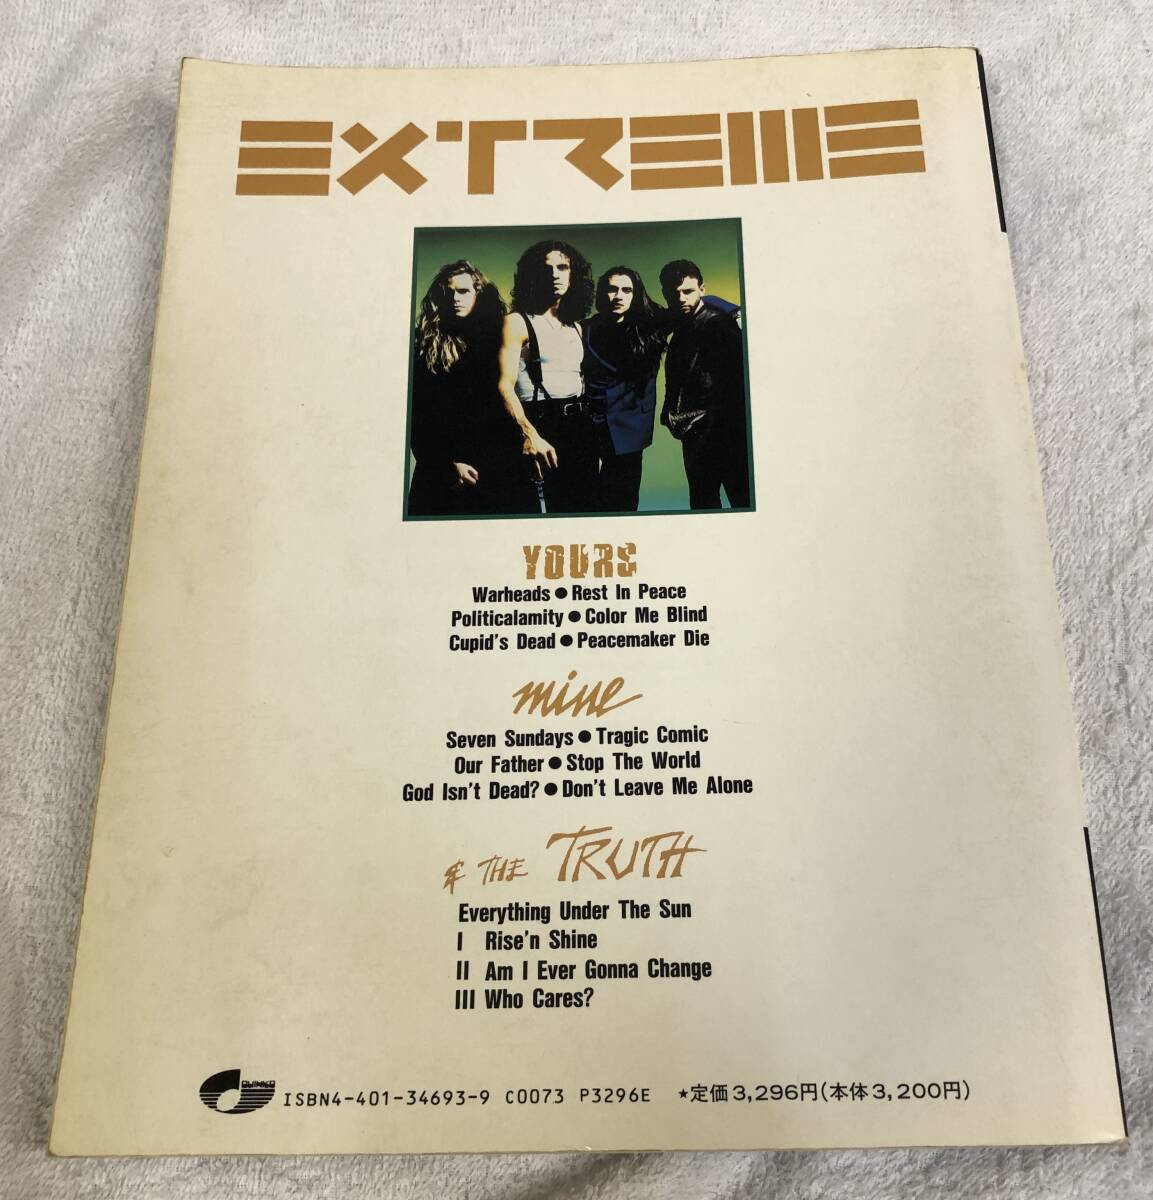 EXTREME
YOURS
Warheads ● Rest In Peace
Politicalamity ● Color Me Blind
Cupid's Dead ● Peacemaker Die
mine
Seven Sundays ● Tragic Comic
Our Father ● Stop The World
God Isn't Dead? ● Don't Leave Me Alone
& THE TRUTH
Everything Under The Sun
I Rise'n Shine
II Am I Ever Gonna Change
III Who Cares?
ISBN4-401-34693-9 C0073 P3296E ★定価3,296円(本体3,200円)